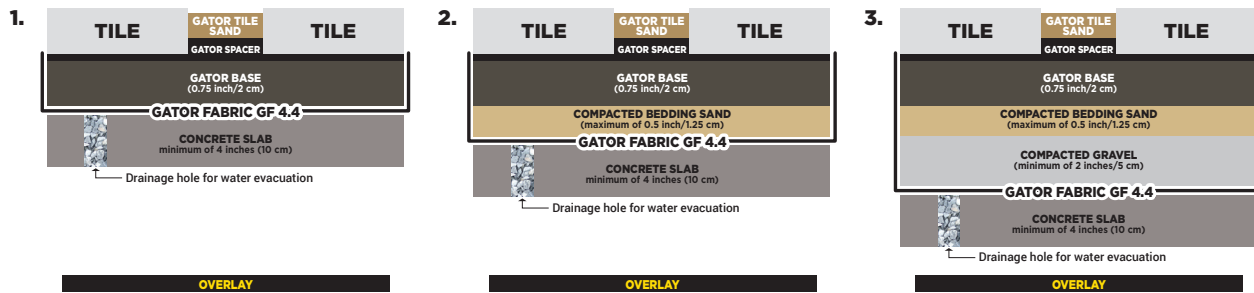 1.
TILE
GATOR TILE
SAND
GATOR SPACER
TILE
GATOR BASE
(0.75 inch/2 cm)
GATOR FABRIC GF 4.4
CONCRETE SLAB
minimum of 4 inches (10 cm)
Drainage hole for water evacuation
OVERLAY
2.
TILE
GATOR TILE
SAND
GATOR SPACER
TILE
GATOR BASE
(0.75 inch/2 cm)
COMPACTED BEDDING SAND
(maximum of 0.5 inch/1.25 cm)
GATOR FABRIC GF 4.4
CONCRETE SLAB
minimum of 4 inches (10 cm)
Drainage hole for water evacuation
OVERLAY
3.
TILE
GATOR TILE
SAND
GATOR SPACER
TILE
GATOR BASE
(0.75 inch/2 cm)
COMPACTED BEDDING SAND
(maximum of 0.5 inch/1.25 cm)
COMPACTED GRAVEL
(minimum of 2 inches/5 cm)
GATOR FABRIC GF 4.4
CONCRETE SLAB
minimum of 4 inches (10 cm)
Drainage hole for water evacuation
OVERLAY